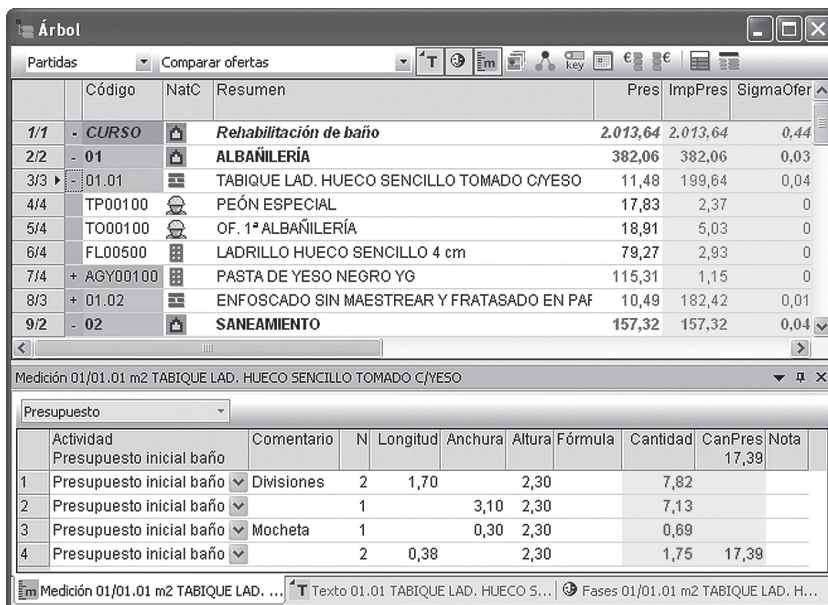 Árbol
Partidas Comparar ofertas T m key € €
Código NatC Resumen Pres ImpPres SigmaOfer
1/1 - CURSO Rehabilitación de baño 2.013,64 2.013,64 0,44
2/2 - 01 ALBAÑILERÍA 382,06 382,06 0,03
3/3 - 01.01 TABIQUE LAD. HUECO SENCILLO TOMADO C/YESO 11,48 199,64 0,04
4/4 TP00100 PEÓN ESPECIAL 17,83 2,37 0
5/4 TO00100 OF. 1ª ALBAÑILERÍA 18,91 5,03 0
6/4 FL00500 LADRILLO HUECO SENCILLO 4 cm 79,27 2,93 0
7/4 + AGY00100 PASTA DE YESO NEGRO YG 115,31 1,15 0
8/3 + 01.02 ENFOSCADO SIN MAESTREAR Y FRATASADO EN PAR 10,49 182,42 0,01
9/2 - 02 SANEAMIENTO 157,32 157,32 0,04
Medición 01/01.01 m2 TABIQUE LAD. HUECO SENCILLO TOMADO C/YESO
Presupuesto
Actividad Comentario N Longitud Anchura Altura Fórmula Cantidad CanPres Nota
Presupuesto inicial baño 17,39
1 Presupuesto inicial baño Divisiones 2 1,70 2,30 7,82
2 Presupuesto inicial baño 1 3,10 2,30 7,13
3 Presupuesto inicial baño Mocheta 1 0,30 2,30 0,69
4 Presupuesto inicial baño 2 0,38 2,30 1,75 17,39
m Medición 01/01.01 m2 TABIQUE LAD. ... T Texto 01.01 TABIQUE LAD. HUECO S... Fases 01/01.01 m2 TABIQUE LAD. H...